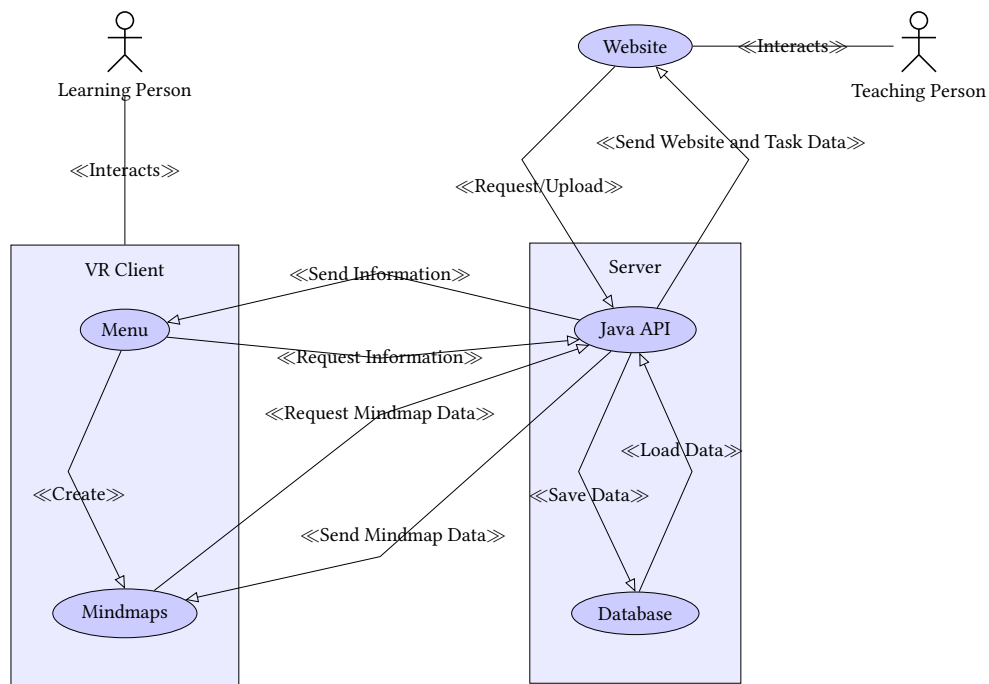 Website
≪Interacts≫
Learning Person
Teaching Person
≪Send Website and Task Data≫
≪Interacts≫
≪Request/Upload≫
VR Client
Server
≪Send Information≫
Menu
Java API
≪Request Information≫
≪Request Mindmap Data≫
≪Load Data≫
≪Create≫
≪Save Data≫
≪Send Mindmap Data≫
Mindmaps
Database